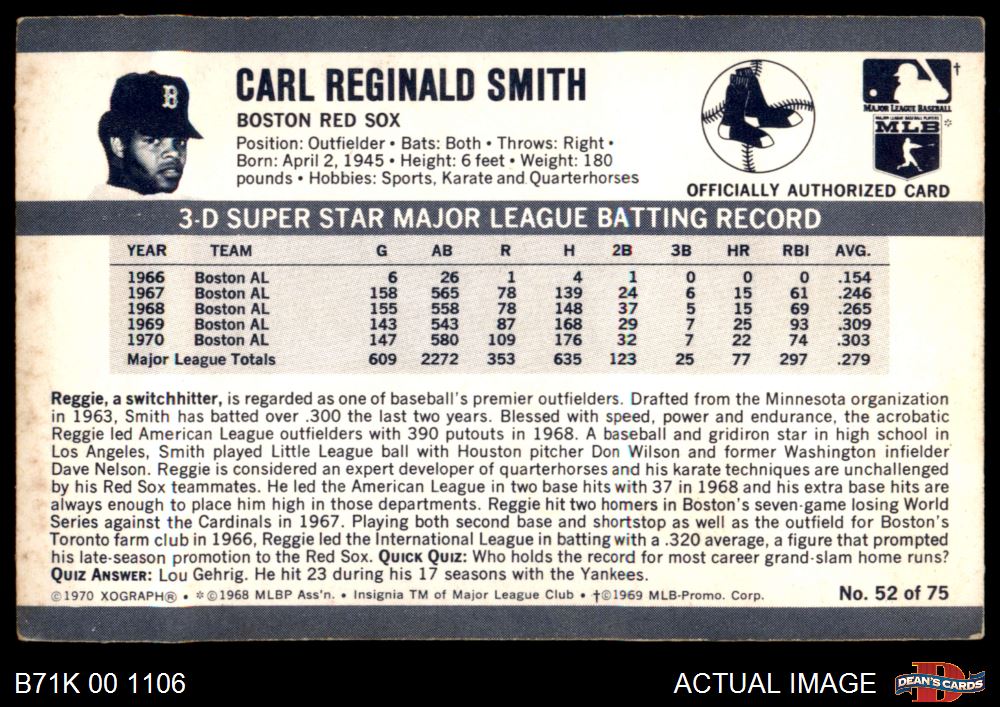 B
CARL REGINALD SMITH
BOSTON RED SOX
Position: Outfielder • Bats: Both • Throws: Right •
Born: April 2, 1945 • Height: 6 feet • Weight: 180
pounds • Hobbies: Sports, Karate and Quarterhorses
†
MAJOR LEAGUE BASEBALL
MAJOR LEAGUE BASEBALL PLAYERS
MLB *
OFFICIALLY AUTHORIZED CARD
3-D SUPER STAR MAJOR LEAGUE BATTING RECORD
YEAR TEAM G AB R H 2B 3B HR RBI AVG.
1966 Boston AL 6 26 1 4 1 0 0 0 .154
1967 Boston AL 158 565 78 139 24 6 15 61 .246
1968 Boston AL 155 558 78 148 37 5 15 69 .265
1969 Boston AL 143 543 87 168 29 7 25 93 .309
1970 Boston AL 147 580 109 176 32 7 22 74 .303
Major League Totals 609 2272 353 635 123 25 77 297 .279
Reggie, a switchhitter, is regarded as one of baseball's premier outfielders. Drafted from the Minnesota organization
in 1963, Smith has batted over .300 the last two years. Blessed with speed, power and endurance, the acrobatic
Reggie led American League outfielders with 390 putouts in 1968. A baseball and gridiron star in high school in
Los Angeles, Smith played Little League ball with Houston pitcher Don Wilson and former Washington infielder
Dave Nelson. Reggie is considered an expert developer of quarterhorses and his karate techniques are unchallenged
by his Red Sox teammates. He led the American League in two base hits with 37 in 1968 and his extra base hits are
always enough to place him high in those departments. Reggie hit two homers in Boston's seven-game losing World
Series against the Cardinals in 1967. Playing both second base and shortstop as well as the outfield for Boston's
Toronto farm club in 1966, Reggie led the International League in batting with a .320 average, a figure that prompted
his late-season promotion to the Red Sox. QUICK QUIZ: Who holds the record for most career grand-slam home runs?
QUIZ ANSWER: Lou Gehrig. He hit 23 during his 17 seasons with the Yankees.
©1970 XOGRAPH® • *©1968 MLBP Ass'n. • Insignia TM of Major League Club • †©1969 MLB-Promo. Corp. No. 52 of 75
B71K 00 1106
ACTUAL IMAGE
D
DEAN'S CARDS